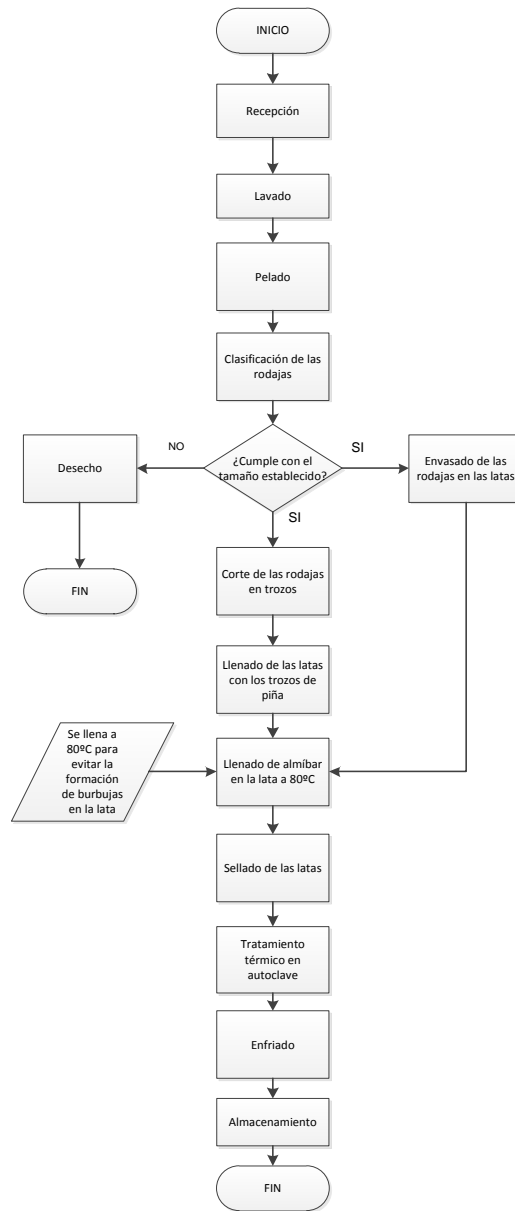 INICIO
Recepción
Lavado
Pelado
Clasificación de las
rodajas
¿Cumple con el
tamaño establecido?
NO
SI
SI
Desecho
FIN
Envasado de las
rodajas en las latas
Corte de las rodajas
en trozos
Llenado de las latas
con los trozos de
piña
Se llena a
80ºC para
evitar la
formación
de burbujas
en la lata
Llenado de almíbar
en la lata a 80ºC
Sellado de las latas
Tratamiento
térmico en
autoclave
Enfriado
Almacenamiento
FIN